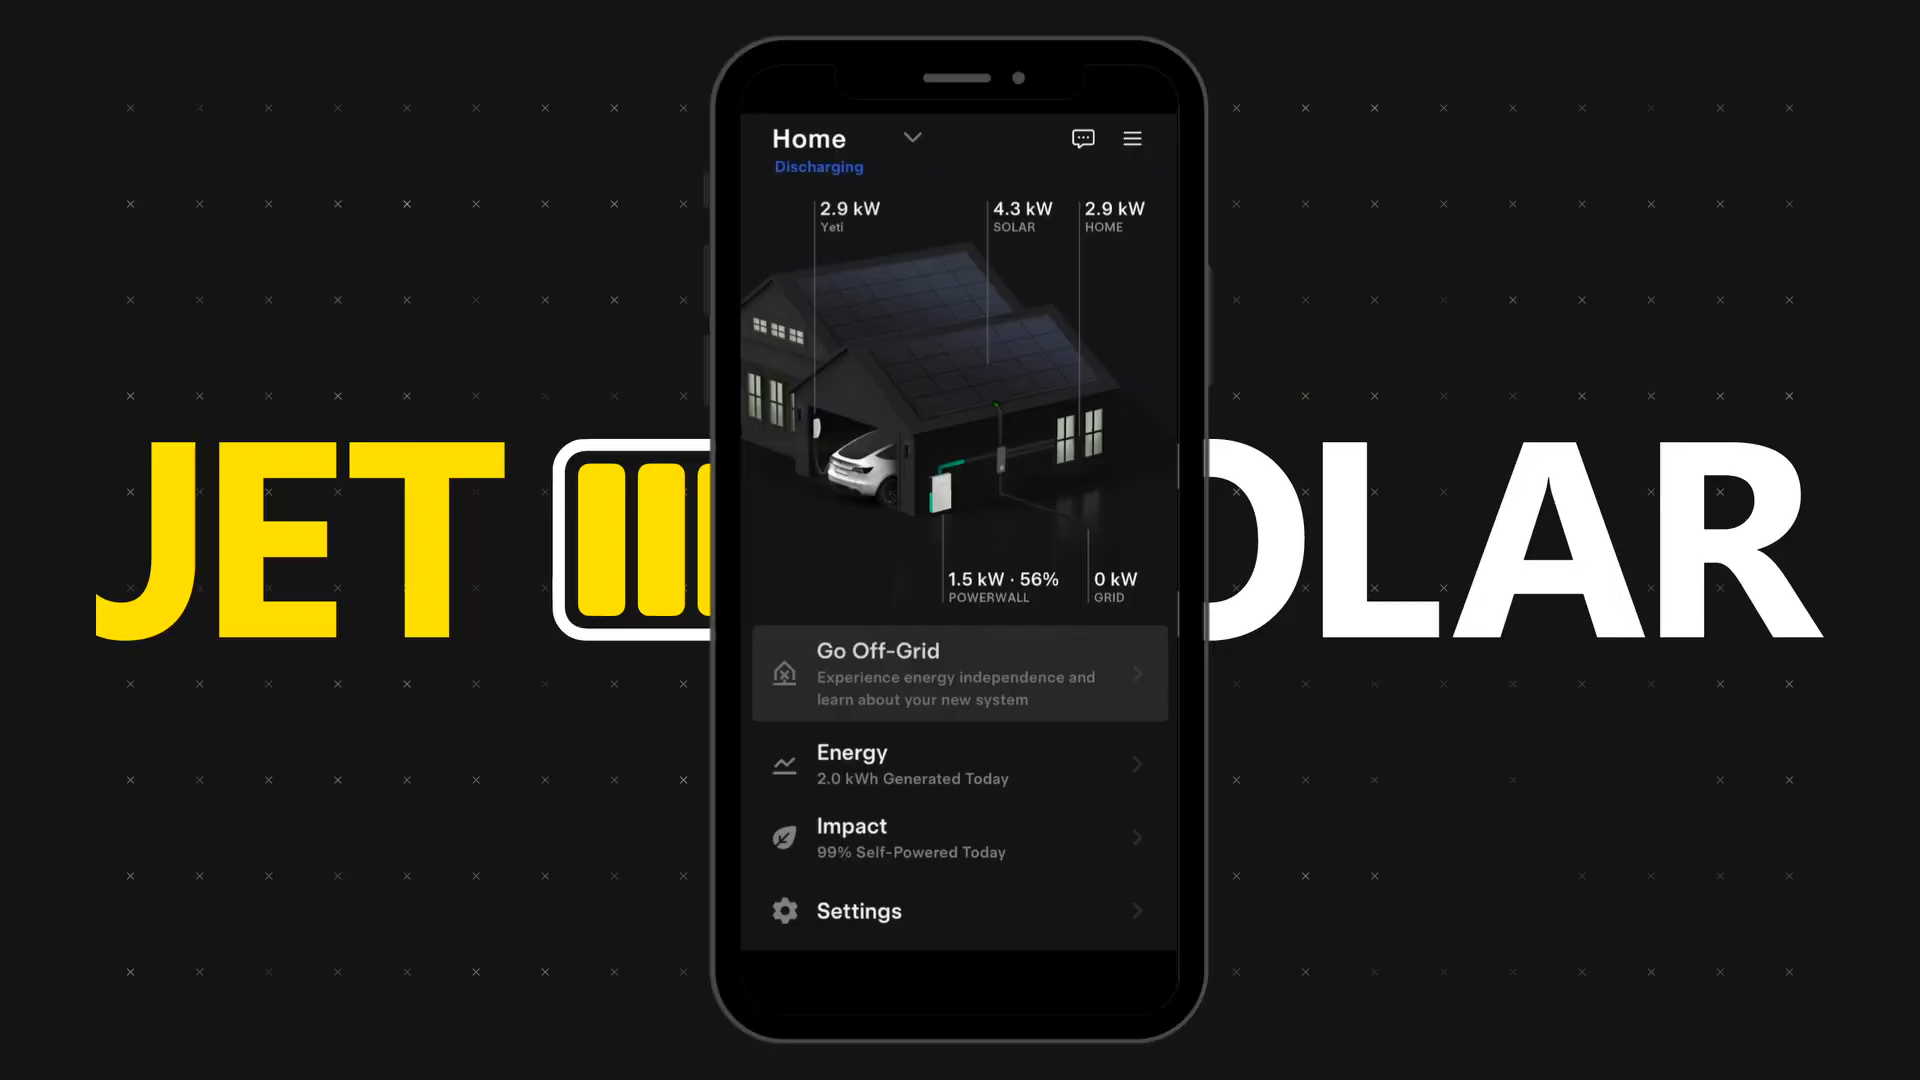 JET
OLAR
Home
Discharging
2.9 kW
Yeti
4.3 kW
SOLAR
2.9 kW
HOME
1.5 kW · 56%
POWERWALL
0 kW
GRID
Go Off-Grid
Experience energy independence and
learn about your new system
Energy
2.0 kWh Generated Today
Impact
99% Self-Powered Today
Settings